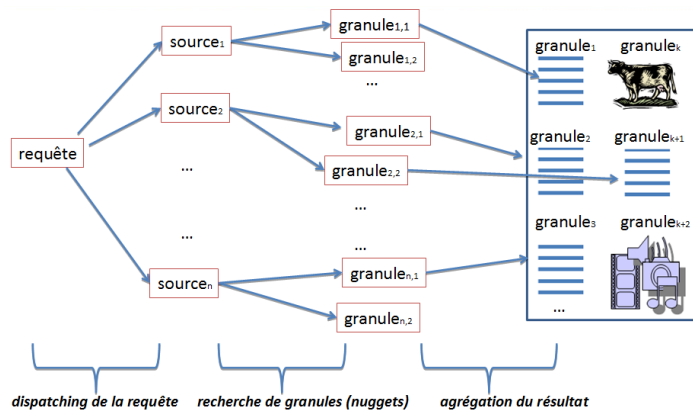 requête
source1
source2
...
...
sourcen
granule1,1
granule1,2
...
granule2,1
granule2,2
...
...
granulen,1
granulen,2
granule1
granulek
granule2
granulek+1
granule3
granulek+2
...
dispatching de la requête
recherche de granules (nuggets)
agrégation du résultat